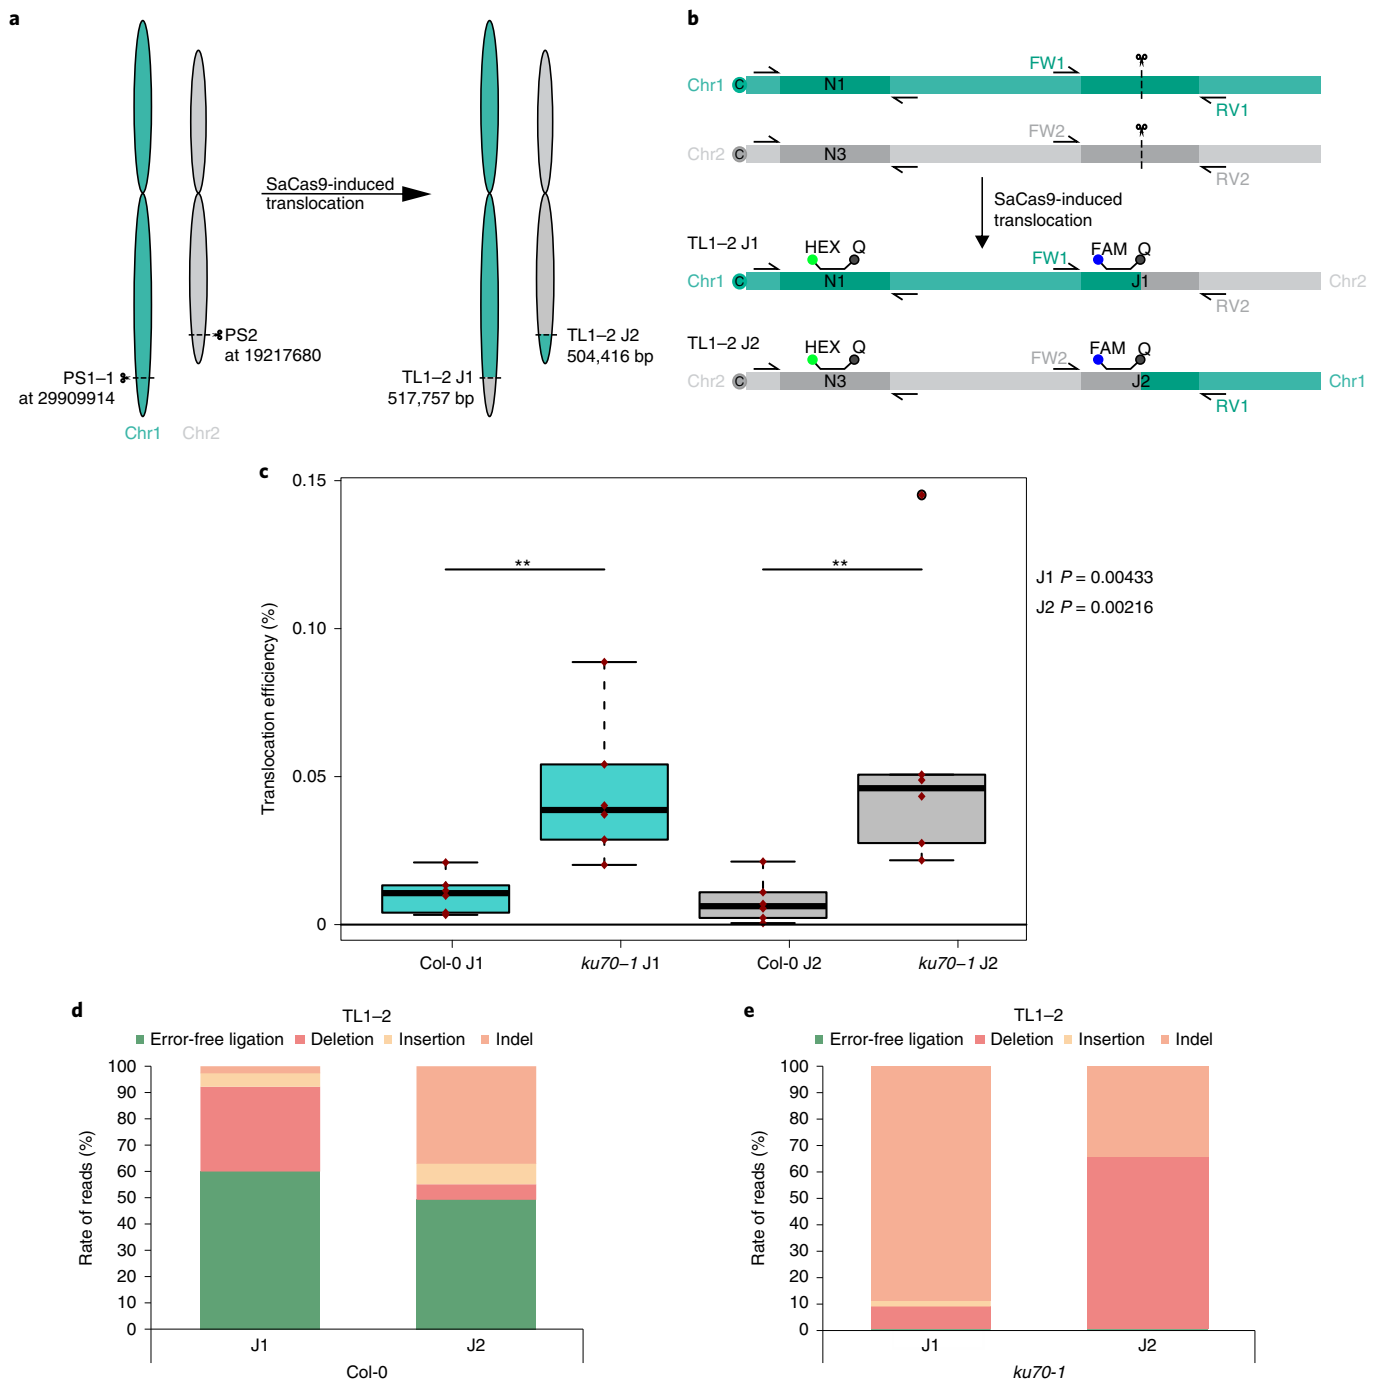 a
SaCas9-induced
translocation
PS2
at 19217680
PS1–1
at 29909914
Chr1
Chr2
TL1–2 J2
504,416 bp
TL1–2 J1
517,757 bp
b
FW1
Chr1 C N1
RV1
FW2
Chr2 C N3
RV2
SaCas9-induced
translocation
TL1–2 J1
HEX Q
FW1
FAM Q
Chr1 C N1 J1 Chr2
RV2
TL1–2 J2
HEX Q
FW2
FAM Q
Chr2 C N3 J2 Chr1
RV1
c
Translocation efficiency (%)
0.15
0.10
0.05
0
**
**
J1 P = 0.00433
J2 P = 0.00216
Col-0 J1
ku70–1 J1
Col-0 J2
ku70–1 J2
d
TL1–2
Error-free ligation Deletion Insertion Indel
Rate of reads (%)
100
90
80
70
60
50
40
30
20
10
0
J1
J2
Col-0
e
TL1–2
Error-free ligation Deletion Insertion Indel
Rate of reads (%)
100
90
80
70
60
50
40
30
20
10
0
J1
J2
ku70-1